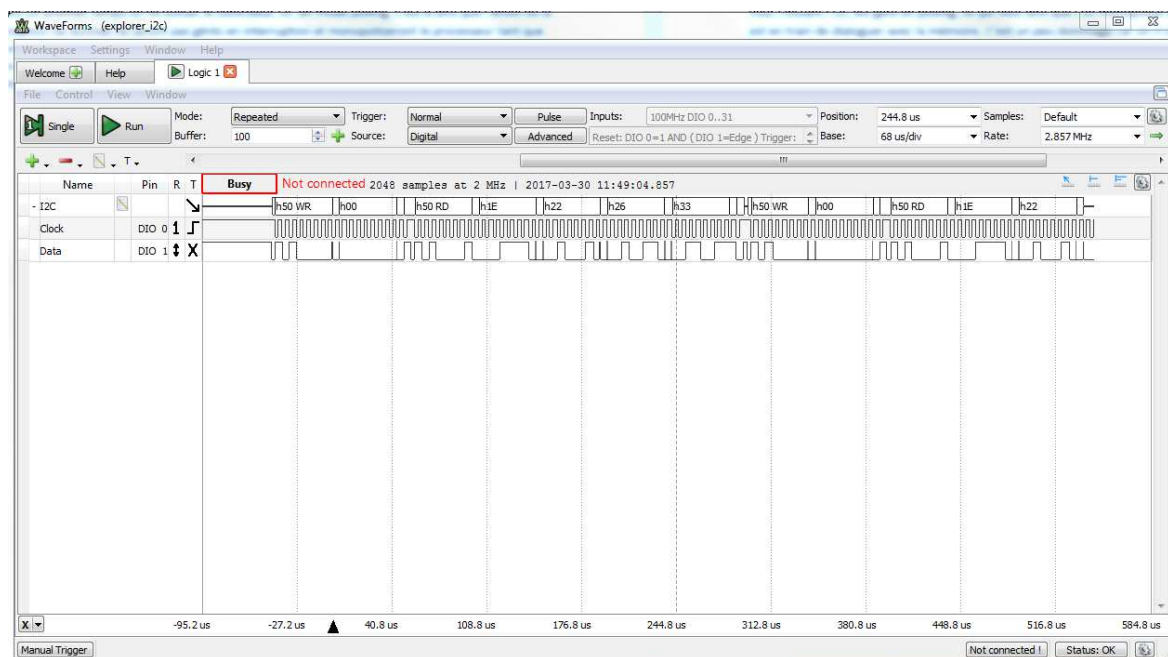 WaveForms (explorer_i2c)
Workspace Settings Window Help
Welcome Help Logic 1
File Control View Window
Single Run Mode: Repeated Trigger: Normal Pulse Inputs: 100MHz DIO 0..31 Position: 244.8 us Samples: Default
Buffer: 100 Source: Digital Advanced Reset: DIO 0=1 AND ( DIO 1=Edge ) Trigger: Base: 68 us/div Rate: 2.857 MHz
T
Name Pin R T Busy Not connected 2048 samples at 2 MHz | 2017-03-30 11:49:04.857
- I2C h50 WR h00 h50 RD h1E h22 h26 h33 h50 WR h00 h50 RD h1E h22
Clock DIO 0 1
Data DIO 1 X
X -95.2 us -27.2 us 40.8 us 108.8 us 176.8 us 244.8 us 312.8 us 380.8 us 448.8 us 516.8 us 584.8 us
Manual Trigger Not connected ! Status: OK